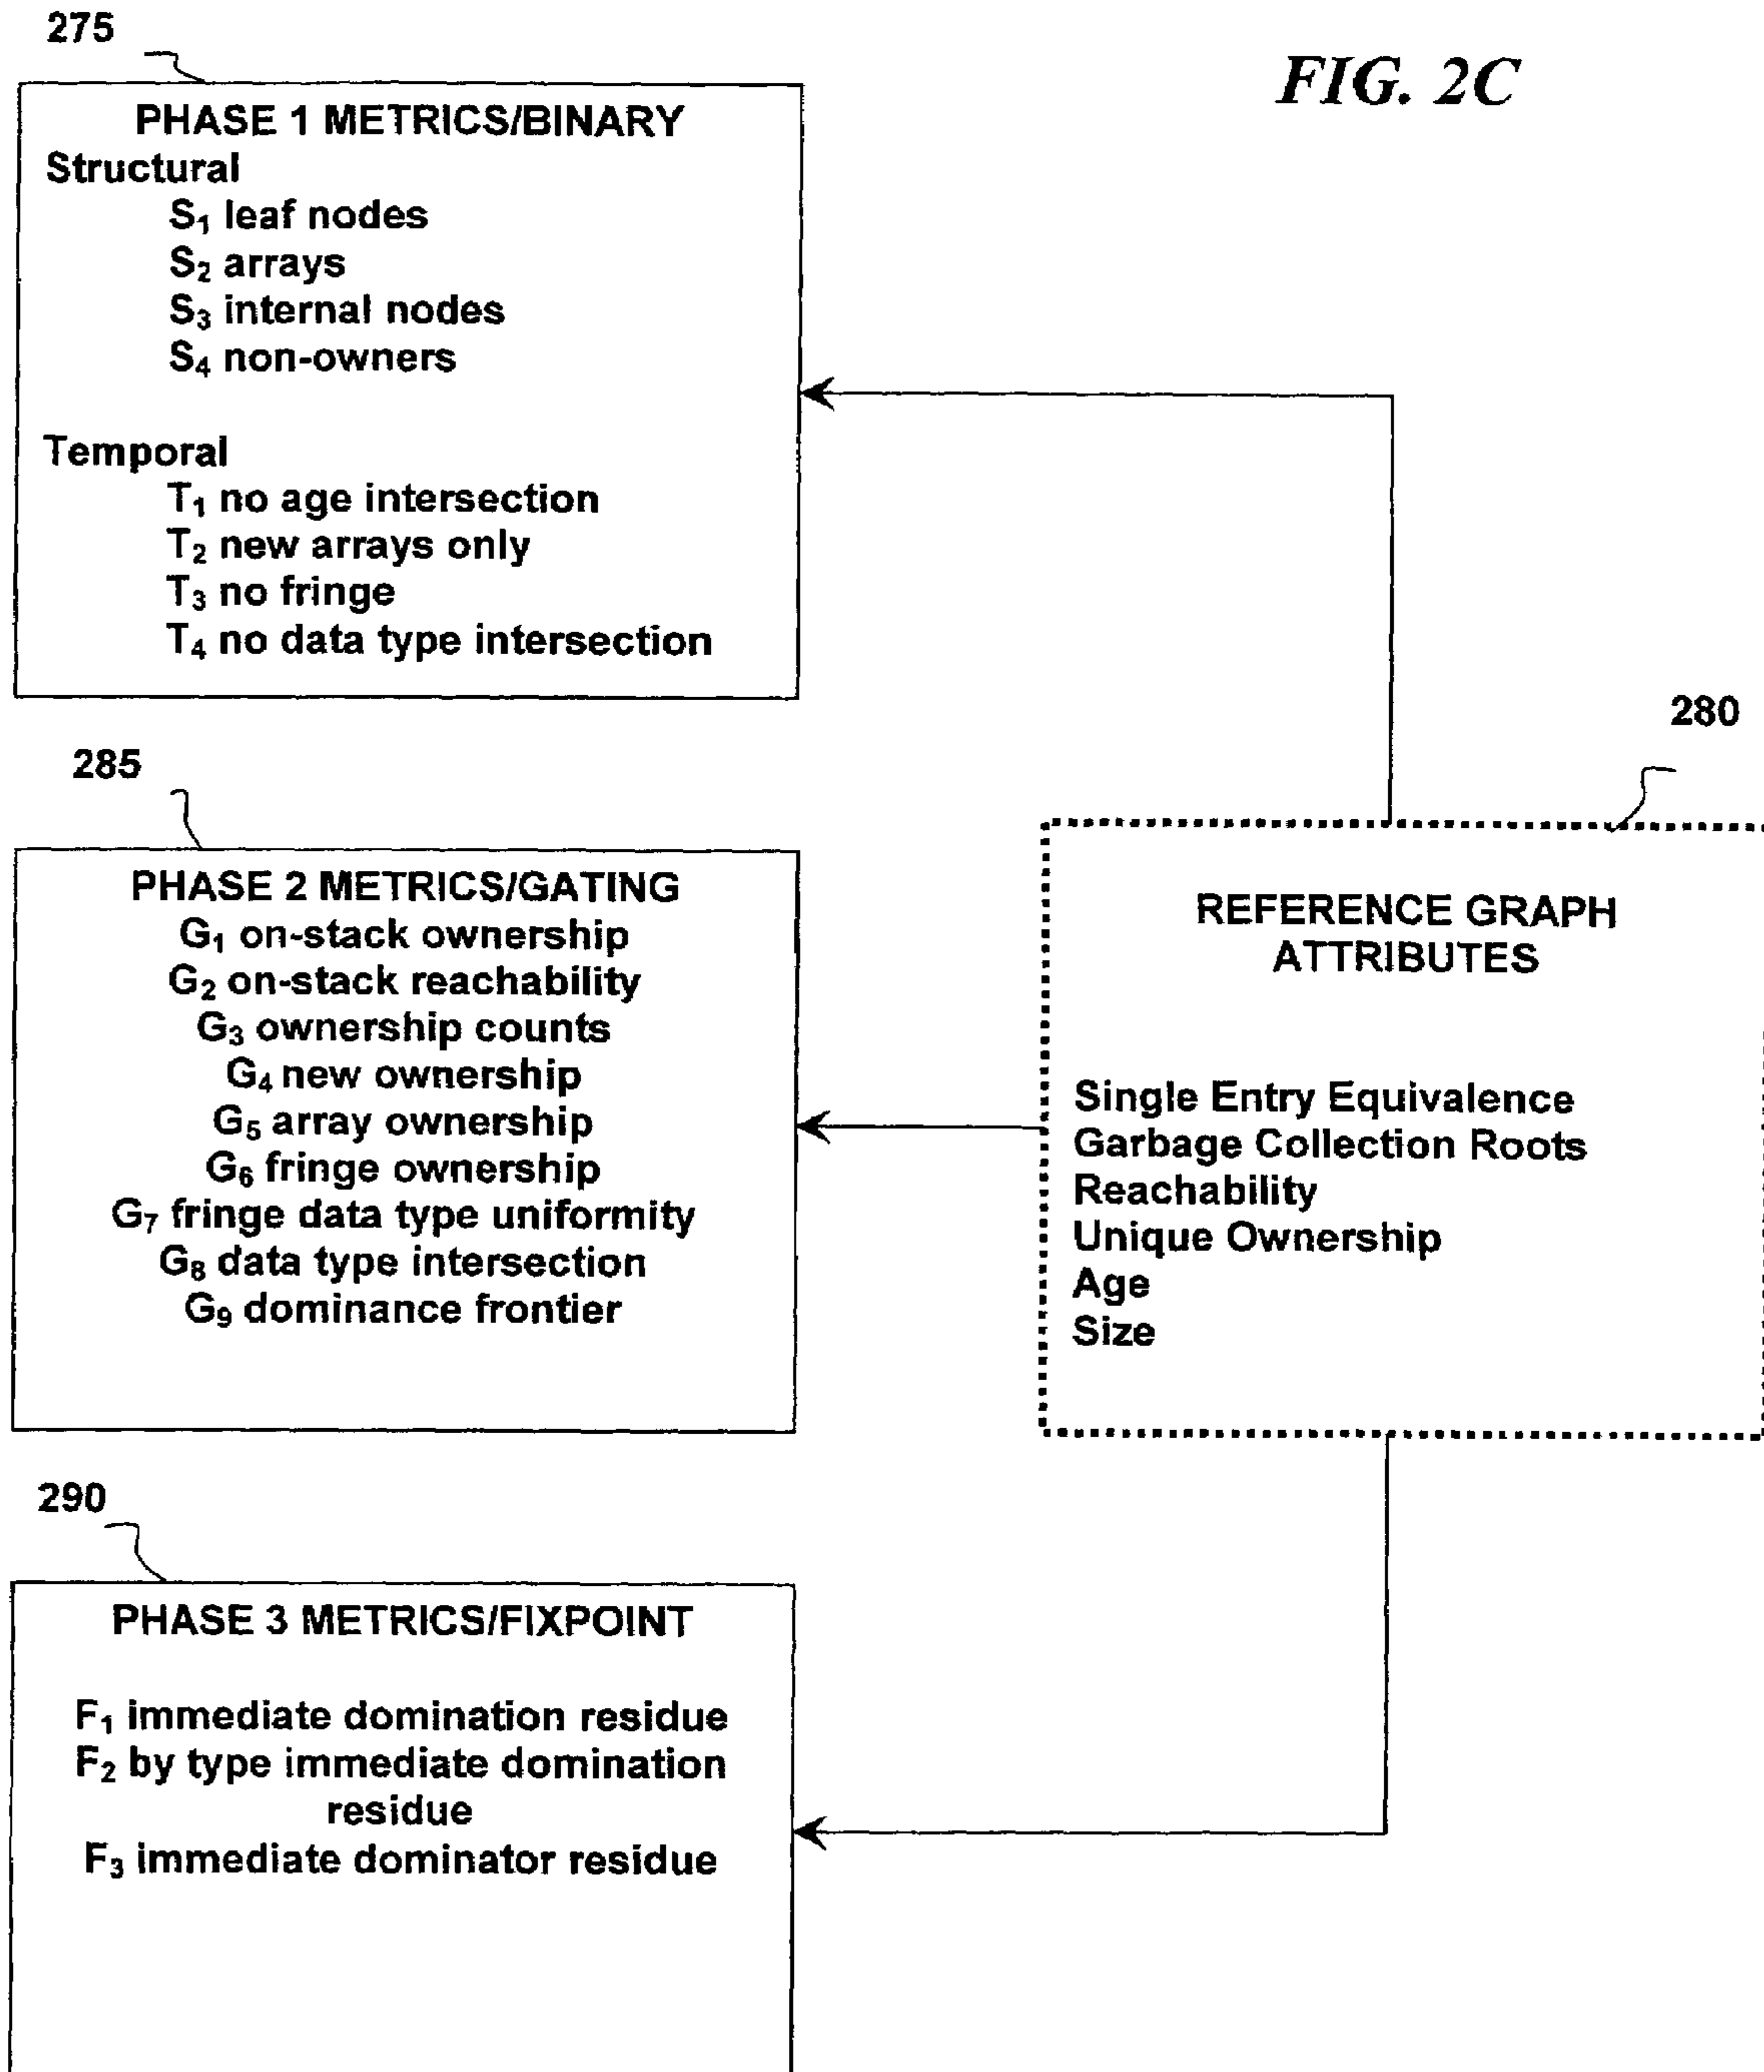 275
FIG. 2C
PHASE 1 METRICS/BINARY
Structural
S₁ leaf nodes
S₂ arrays
S₃ internal nodes
S₄ non-owners
Temporal
T₁ no age intersection
T₂ new arrays only
T₃ no fringe
T₄ no data type intersection
280
285
PHASE 2 METRICS/GATING
G₁ on-stack ownership
G₂ on-stack reachability
G₃ ownership counts
G₄ new ownership
G₅ array ownership
G₆ fringe ownership
G₇ fringe data type uniformity
G₈ data type intersection
G₉ dominance frontier
REFERENCE GRAPH
ATTRIBUTES
Single Entry Equivalence
Garbage Collection Roots
Reachability
Unique Ownership
Age
Size
290
PHASE 3 METRICS/FIXPOINT
F₁ immediate domination residue
F₂ by type immediate domination
residue
F₃ immediate dominator residue